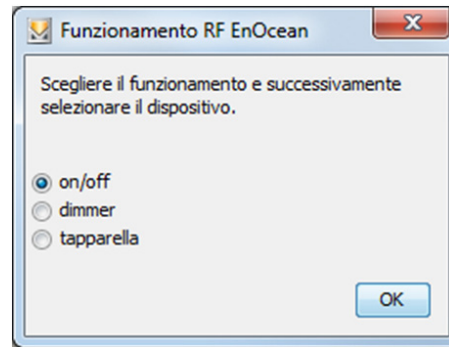 Funzionamento RF EnOcean
Scegliere il funzionamento e successivamente
selezionare il dispositivo.
on/off
dimmer
tapparella
OK